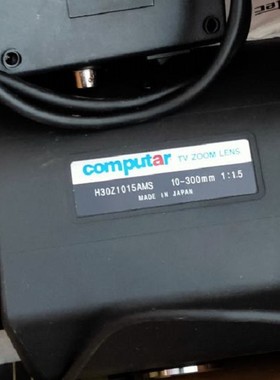 computar TV ZOOM LENS
H30Z1015AMS 10-300mm 1:1.5
MADE IN JAPAN